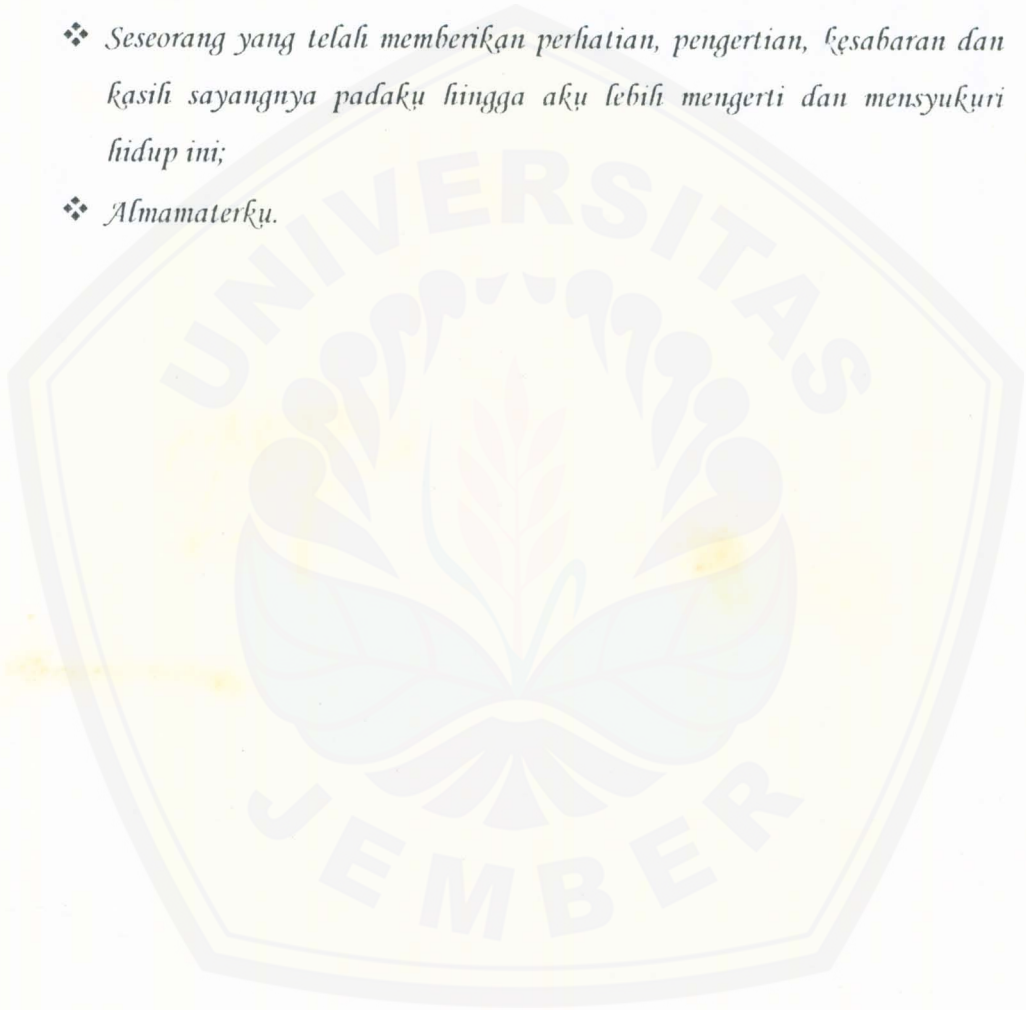 ❖ Seseorang yang telah memberikan perhatian, pengertian, kesabaran dan
kasih sayangnya padaku hingga aku lebih mengerti dan mensyukuri
hidup ini;
❖ Almamaterku.
UNIVERSITAS
JEMBER